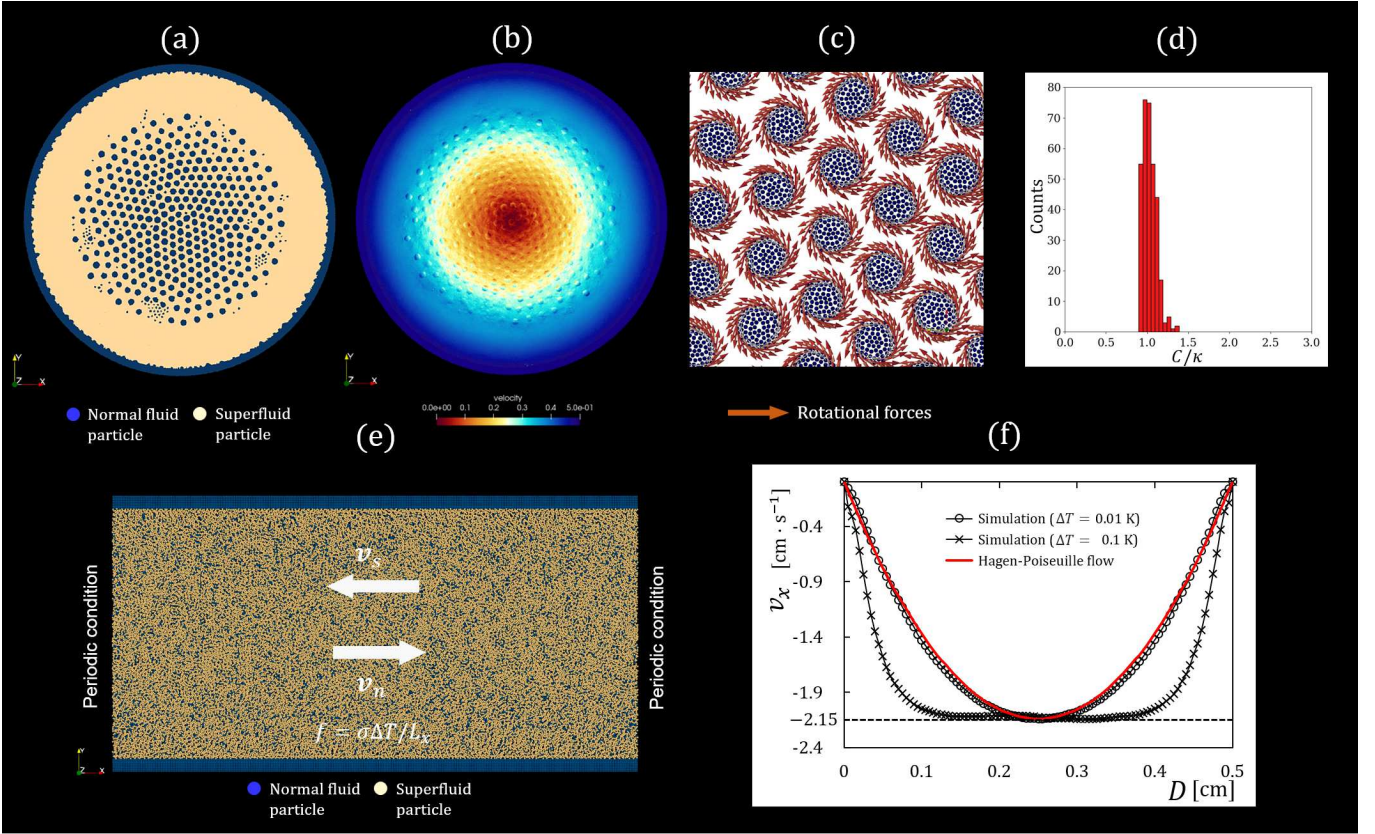 (a)
(b)
(c)
(d)
Y
Z X
Normal fluid
particle
Superfluid
particle
Y
Z X
velocity
0.0e+00 0.1 0.2 0.3 0.4 5.0e-01
Rotational forces
Counts
80
70
60
50
40
30
20
10
0
0.0 0.5 1.0 1.5 2.0 2.5 3.0
C/κ
(e)
Periodic condition
v_s
v_n
f = σΔT/L_x
Periodic condition
Y
Z X
Normal fluid
particle
Superfluid
particle
(f)
v_x [cm · s⁻¹]
-0.4
-0.9
-1.4
-1.9
−2.15
-2.4
Simulation (ΔT = 0.01 K)
Simulation (ΔT = 0.1 K)
Hagen-Poiseuille flow
0 0.1 0.2 0.3 0.4 0.5
D [cm]